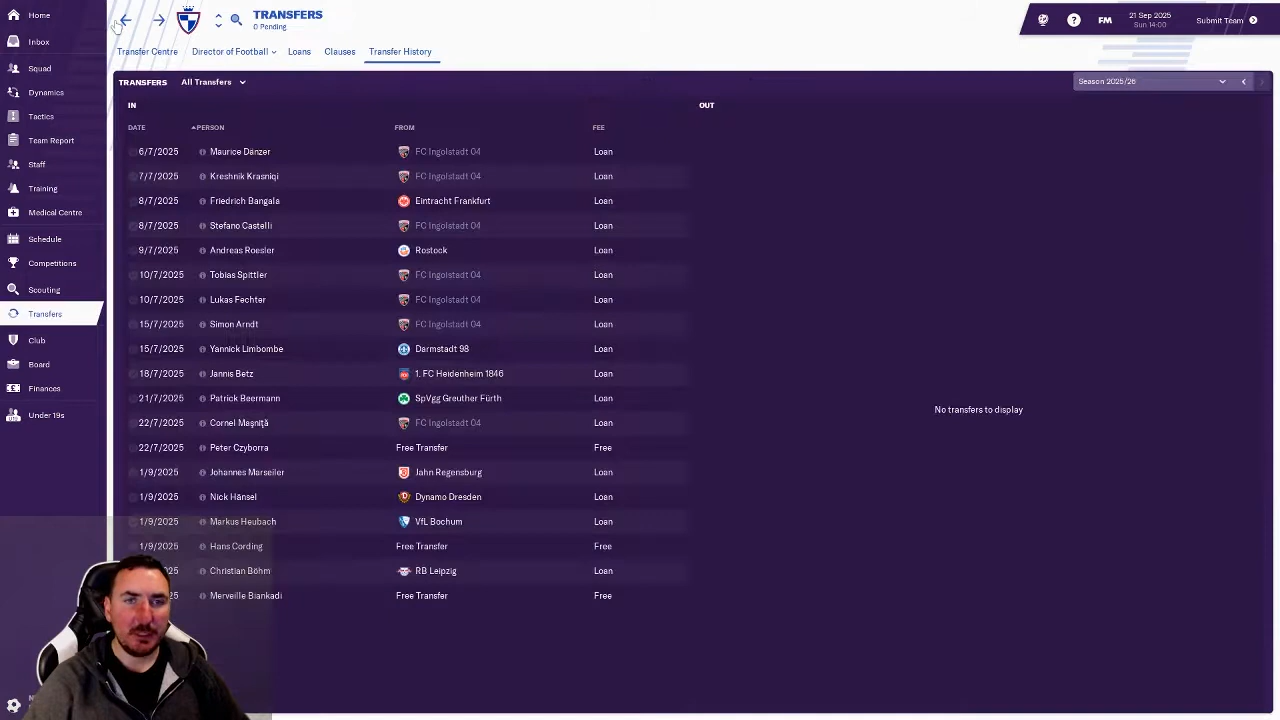 Home
Inbox
Squad
Dynamics
Tactics
Team Report
Staff
Training
Medical Centre
Schedule
Competitions
Scouting
Transfers
Club
Board
Finances
Under 19s
TRANSFERS
0 Pending
FM
21 Sep 2025
Sun 14:00
Submit Team
Transfer Centre Director of Football Loans Clauses Transfer History
TRANSFERS All Transfers Season 2025/26
IN OUT
DATE PERSON FROM FEE
6/7/2025 Maurice Dänzer FC Ingolstadt 04 Loan
7/7/2025 Kreshnik Krasniqi FC Ingolstadt 04 Loan
8/7/2025 Friedrich Bangala Eintracht Frankfurt Loan
8/7/2025 Stefano Castelli FC Ingolstadt 04 Loan
9/7/2025 Andreas Roesler Rostock Loan
10/7/2025 Tobias Spittler FC Ingolstadt 04 Loan
10/7/2025 Lukas Fechter FC Ingolstadt 04 Loan
15/7/2025 Simon Arndt FC Ingolstadt 04 Loan
15/7/2025 Yannick Limbombe Darmstadt 98 Loan
18/7/2025 Jannis Betz 1. FC Heidenheim 1846 Loan
21/7/2025 Patrick Beermann SpVgg Greuther Fürth Loan
22/7/2025 Cornel Mașniță FC Ingolstadt 04 Loan
22/7/2025 Peter Czyborra Free Transfer Free
1/9/2025 Johannes Marseiler Jahn Regensburg Loan
1/9/2025 Nick Hänsel Dynamo Dresden Loan
1/9/2025 Markus Heubach VfL Bochum Loan
1/9/2025 Hans Cording Free Transfer Free
2025 Christian Böhm RB Leipzig Loan
2025 Merveille Biankadi Free Transfer Free
No transfers to display